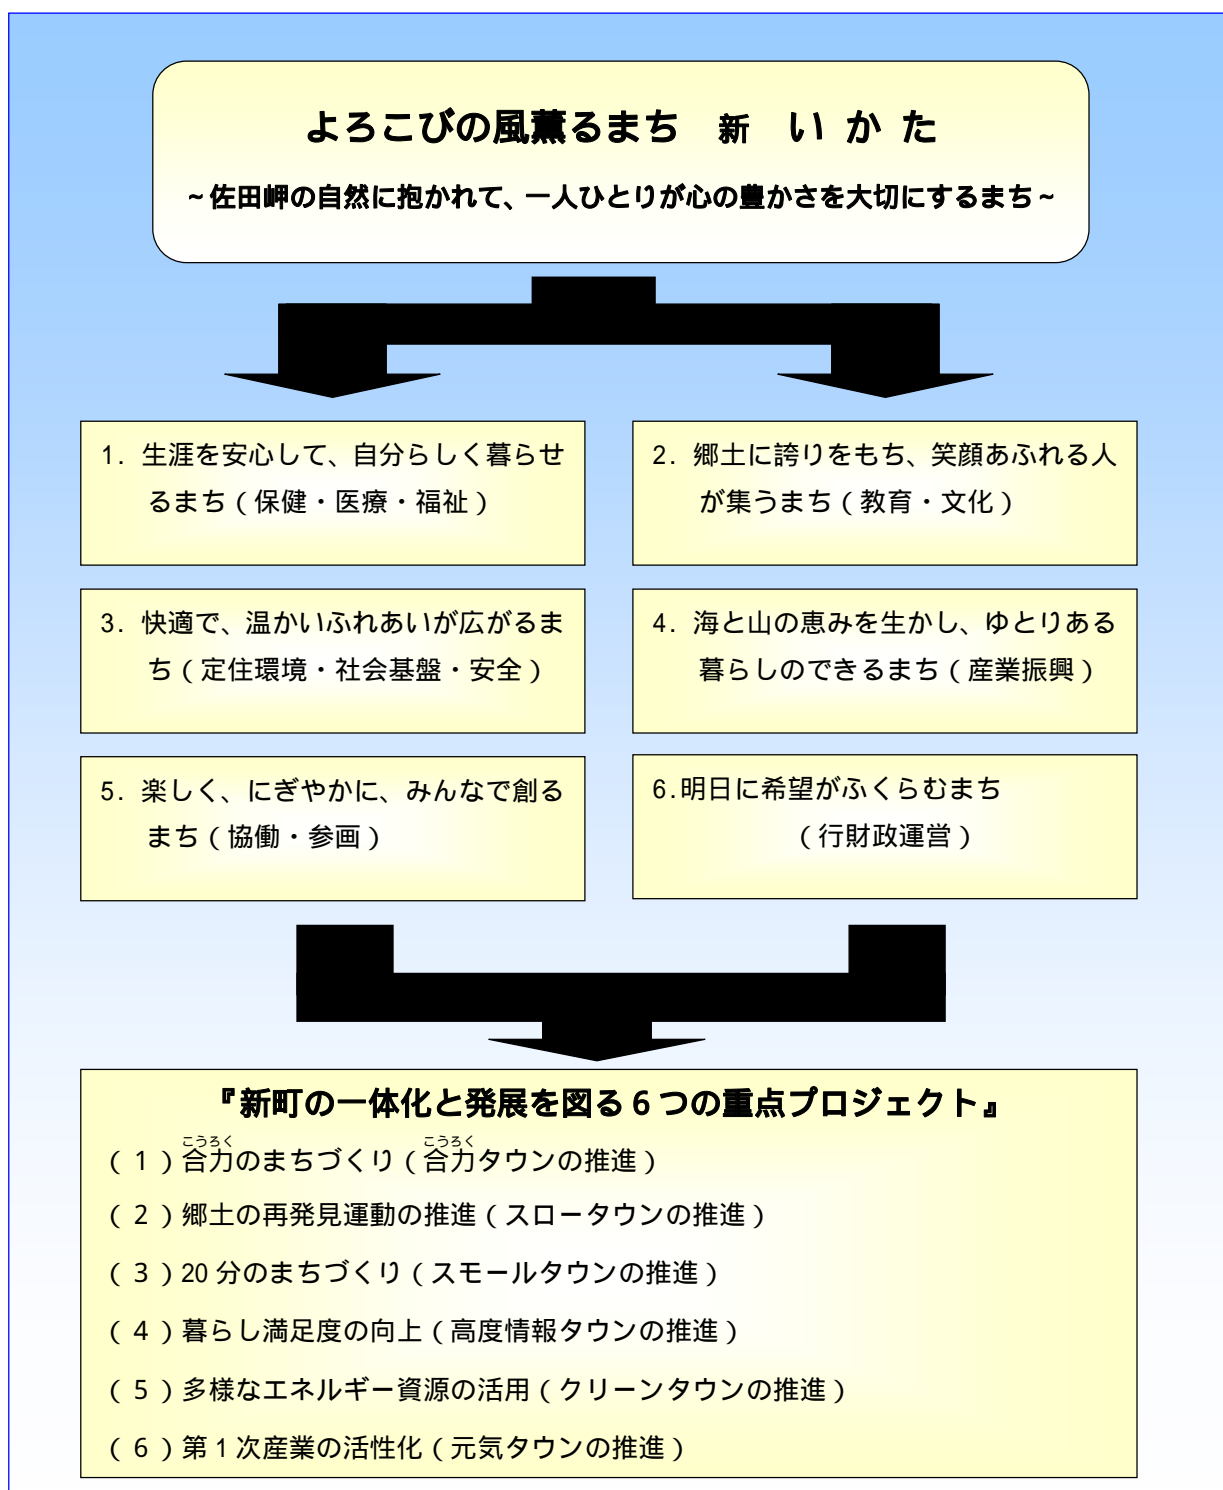 よろこびの風薫るまち　新　いかた
~佐田岬の自然に抱かれて、一人ひとりが心の豊かさを大切にするまち~
1. 生涯を安心して、自分らしく暮らせ
るまち（保健・医療・福祉）
2. 郷土に誇りをもち、笑顔あふれる人
が集うまち（教育・文化）
3. 快適で、温かいふれあいが広がるま
ち（定住環境・社会基盤・安全）
4. 海と山の恵みを生かし、ゆとりある
暮らしのできるまち（産業振興）
5. 楽しく、にぎやかに、みんなで創る
まち（協働・参画）
6.明日に希望がふくらむまち
（行財政運営）
『新町の一体化と発展を図る６つの重点プロジェクト』
こうろく　こうろく
（１）合力のまちづくり（合力タウンの推進）
（２）郷土の再発見運動の推進（スロータウンの推進）
（３）20分のまちづくり（スモールタウンの推進）
（４）暮らし満足度の向上（高度情報タウンの推進）
（５）多様なエネルギー資源の活用（クリーンタウンの推進）
（６）第１次産業の活性化（元気タウンの推進）